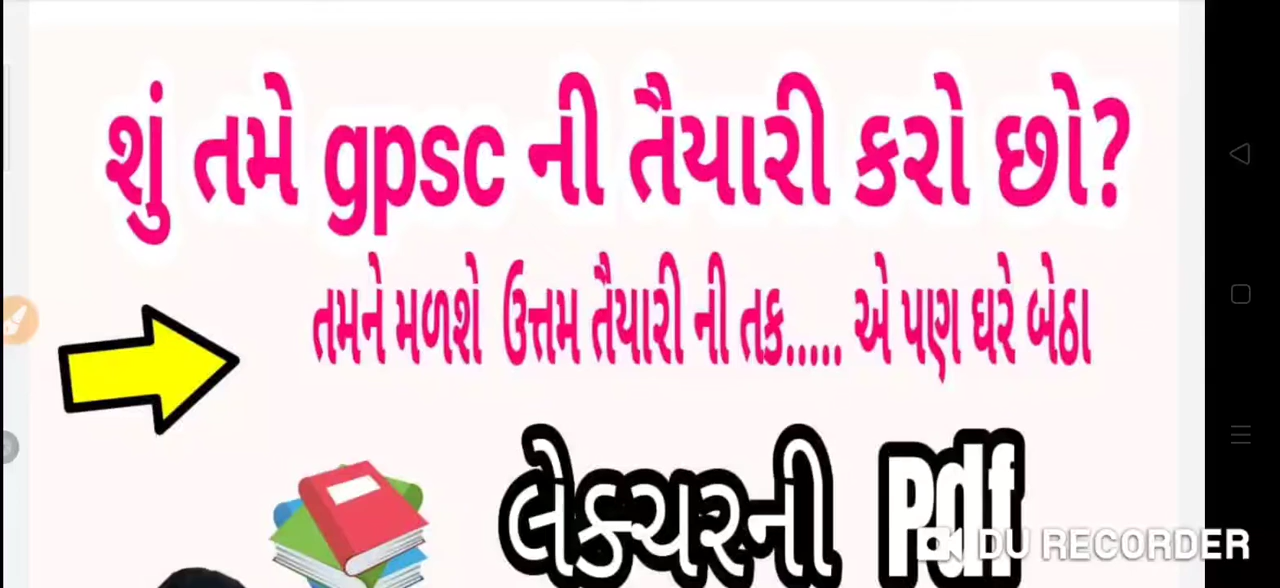 શું તમે gpsc ની તૈયારી કરો છો?
તમને મળશે ઉત્તમ તૈયારી ની તક..... એ પણ ઘરે બેઠા
લેક્ચરની Pdf
DU RECORDER